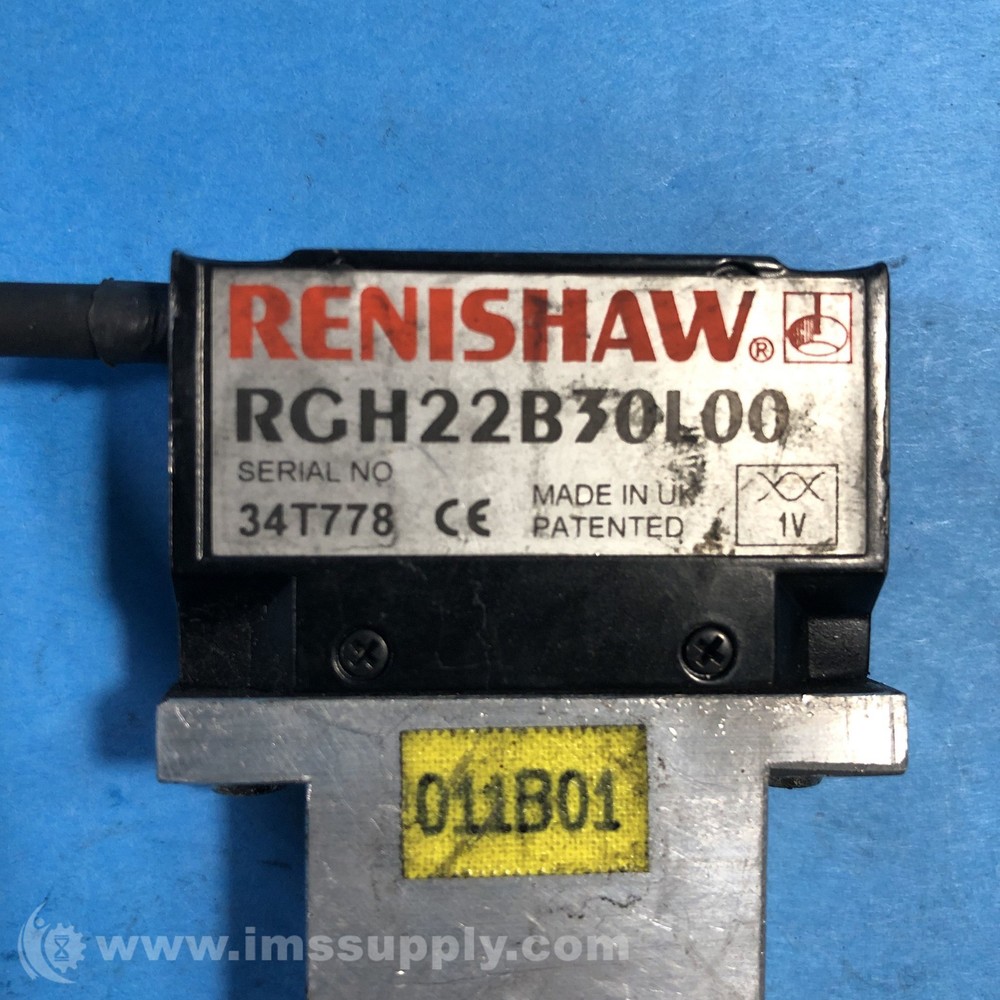 RENISHAW®
RGH22B30L00
SERIAL NO
34T778 CE
MADE IN UK
PATENTED
1V
011B01
www.imssupply.com